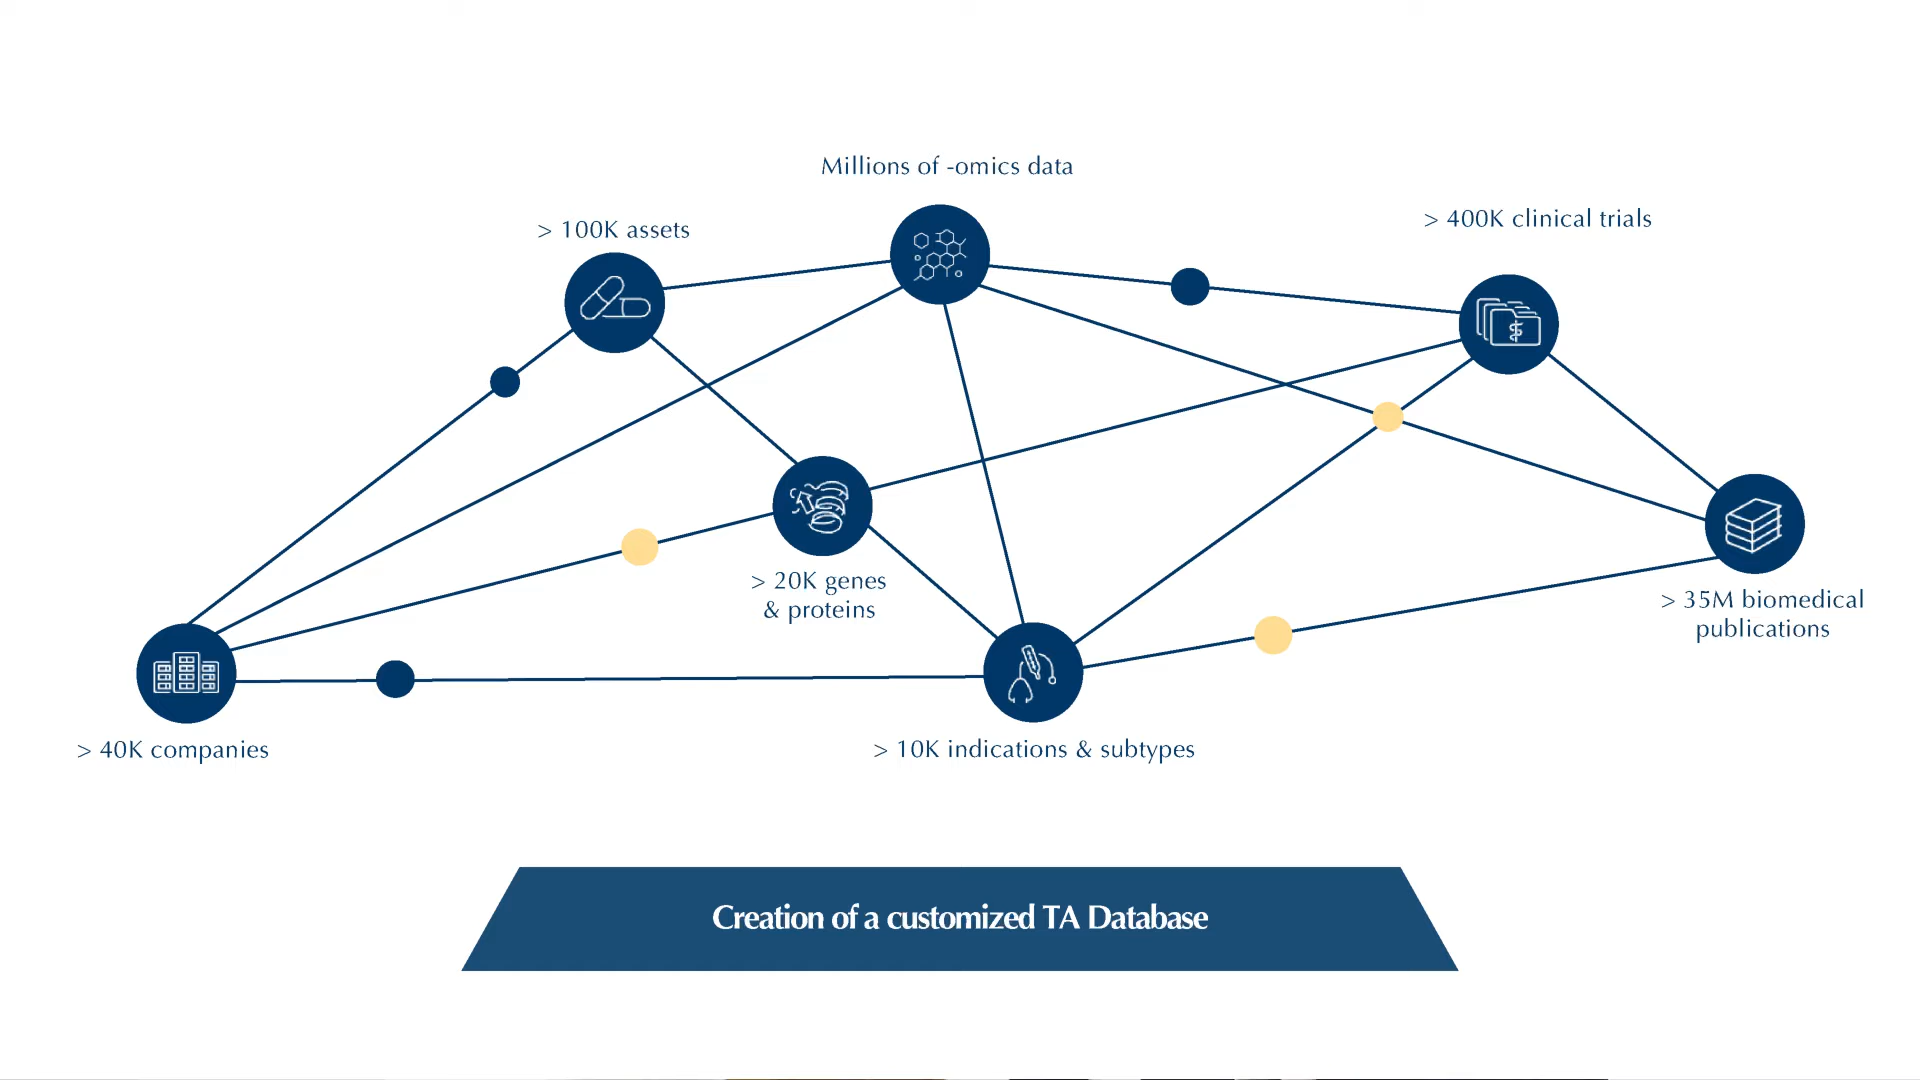 Millions of -omics data
> 100K assets
> 400K clinical trials
> 20K genes
& proteins
> 35M biomedical
publications
> 40K companies
> 10K indications & subtypes
Creation of a customized TA Database